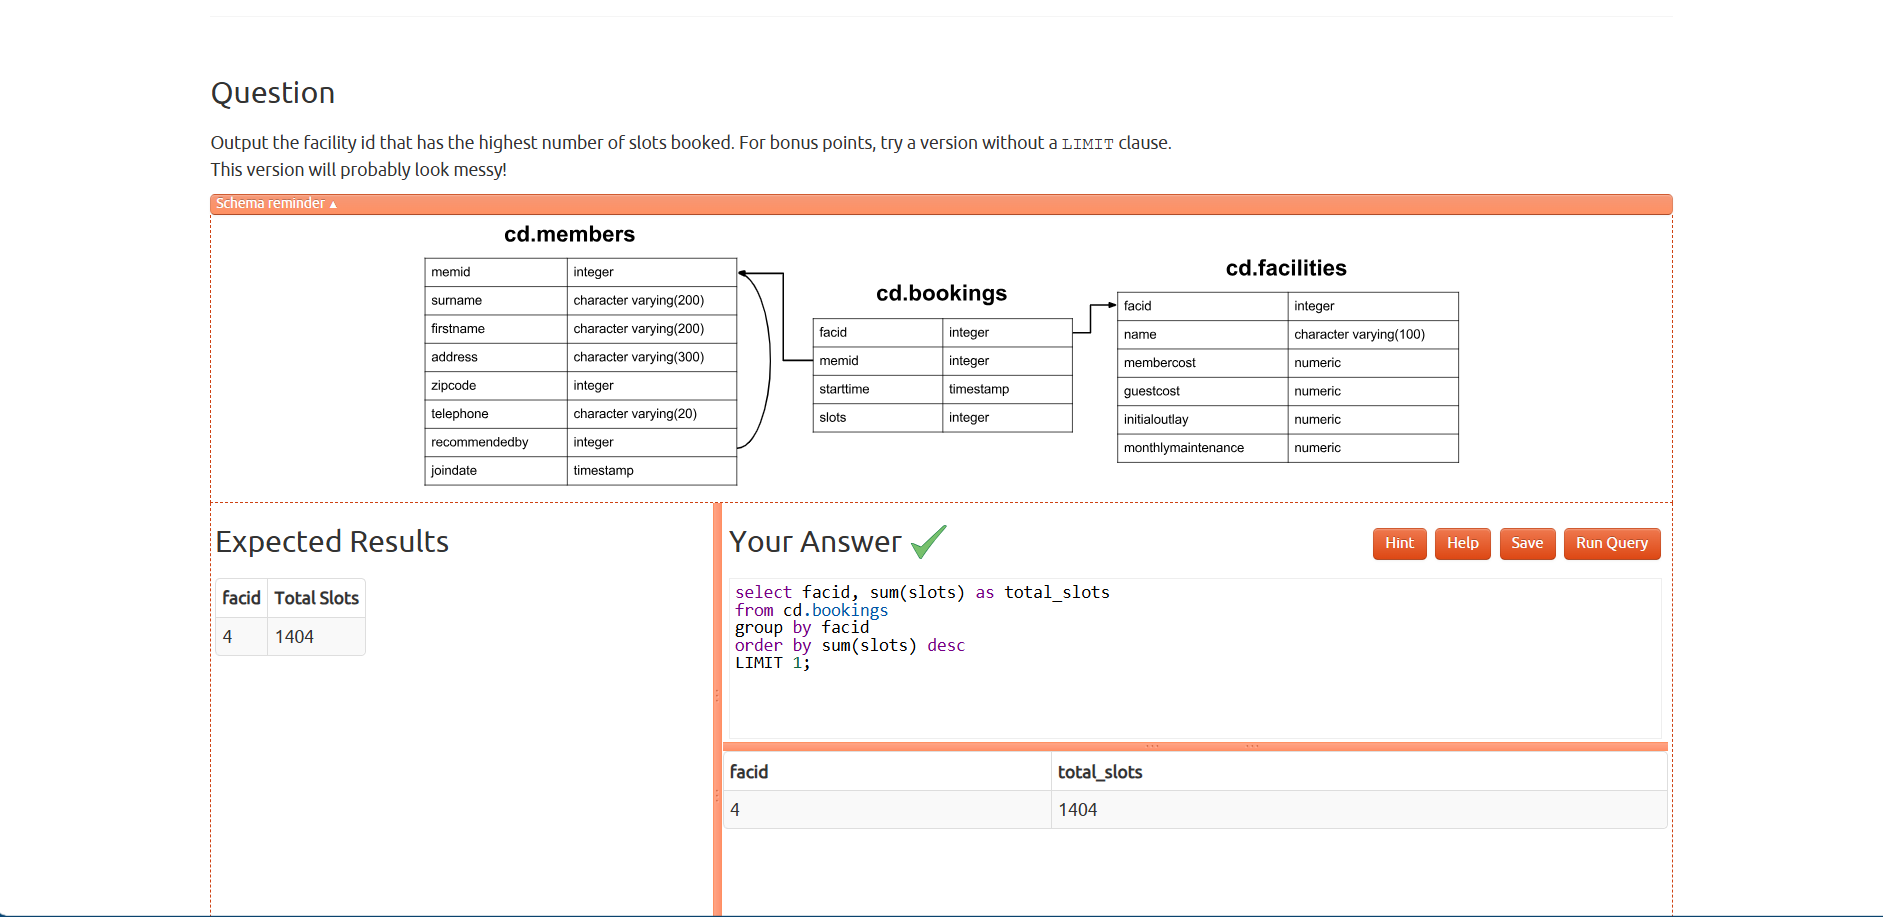 Question
Output the facility id that has the highest number of slots booked. For bonus points, try a version without a LIMIT clause.
This version will probably look messy!
Schema reminder ▲
cd.members
memid integer
surname character varying(200)
firstname character varying(200)
address character varying(300)
zipcode integer
telephone character varying(20)
recommendedby integer
joindate timestamp
cd.bookings
facid integer
memid integer
starttime timestamp
slots integer
cd.facilities
facid integer
name character varying(100)
membercost numeric
guestcost numeric
initialoutlay numeric
monthlymaintenance numeric
Expected Results
facid Total Slots
4 1404
Your Answer
Hint Help Save Run Query
select facid, sum(slots) as total_slots
from cd.bookings
group by facid
order by sum(slots) desc
LIMIT 1;
facid total_slots
4 1404